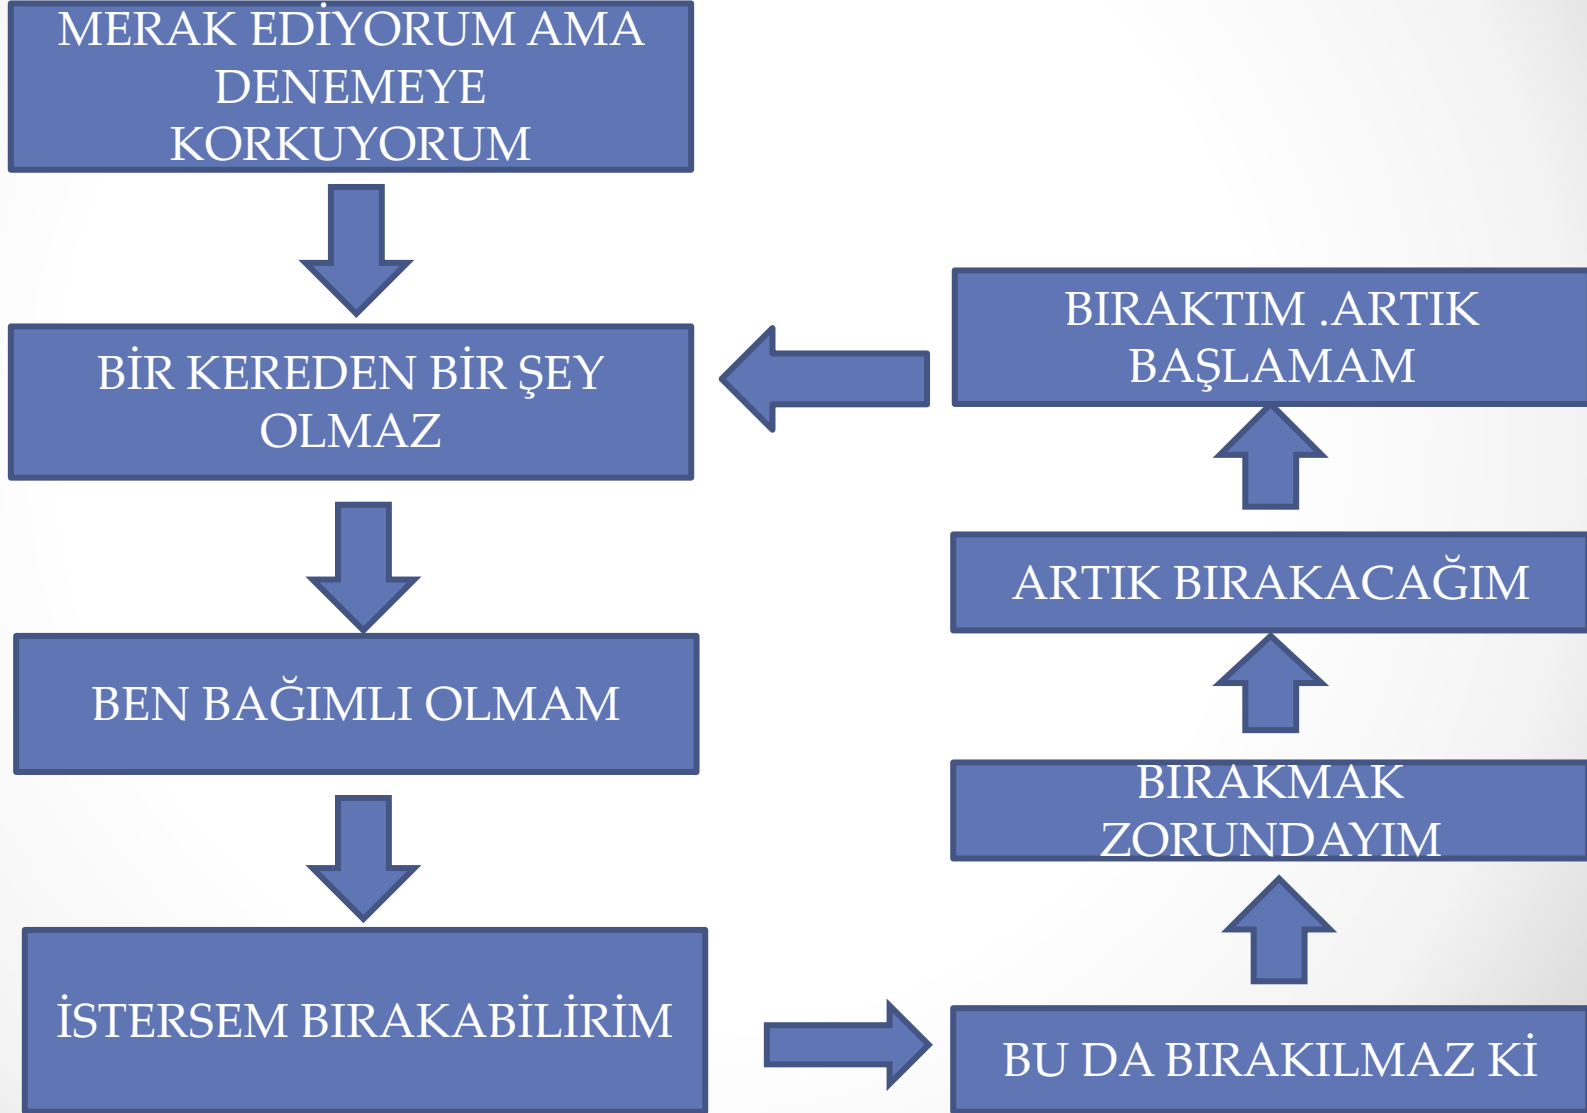 MERAK EDİYORUM AMA
DENEMEYE
KORKUYORUM
BİR KEREDEN BİR ŞEY
OLMAZ
BEN BAĞIMLI OLMAM
İSTERSEM BIRAKABİLİRİM
BU DA BIRAKILMAZ Kİ
BIRAKMAK
ZORUNDAYIM
ARTIK BIRAKACAĞIM
BIRAKTIM .ARTIK
BAŞLAMAM